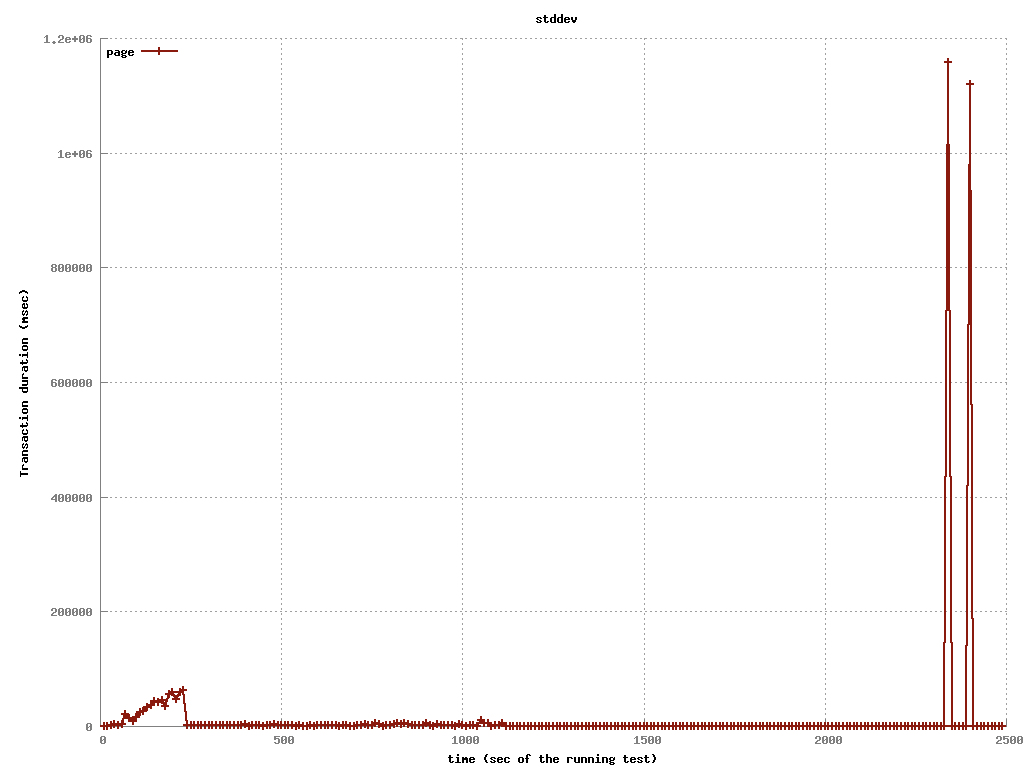 stddev
page
1.2e+06
1e+06
800000
600000
400000
200000
0
Transaction duration (msec)
0 500 1000 1500 2000 2500
time (sec of the running test)